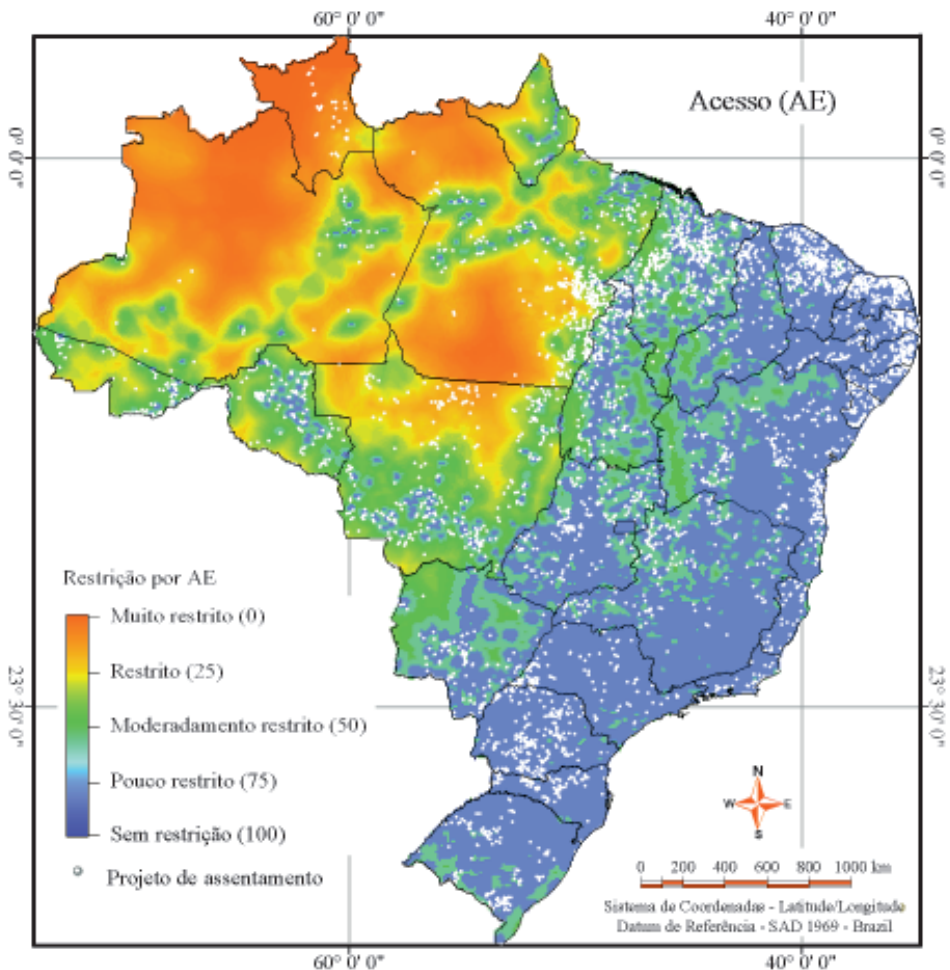 60° 0' 0"
40° 0' 0"
Acesso (AE)
0° 0' 0"
0° 0' 0"
Restrição por AE
Muito restrito (0)
Restrito (25)
Moderadamento restrito (50)
Pouco restrito (75)
Sem restrição (100)
Projeto de assentamento
23° 30' 0"
23° 30' 0"
N
W
E
S
0 200 400 600 800 1000 km
Sistema de Coordenadas - Latitude/Longitude
Datum de Referência - SAD 1969 - Brazil
60° 0' 0"
40° 0' 0"